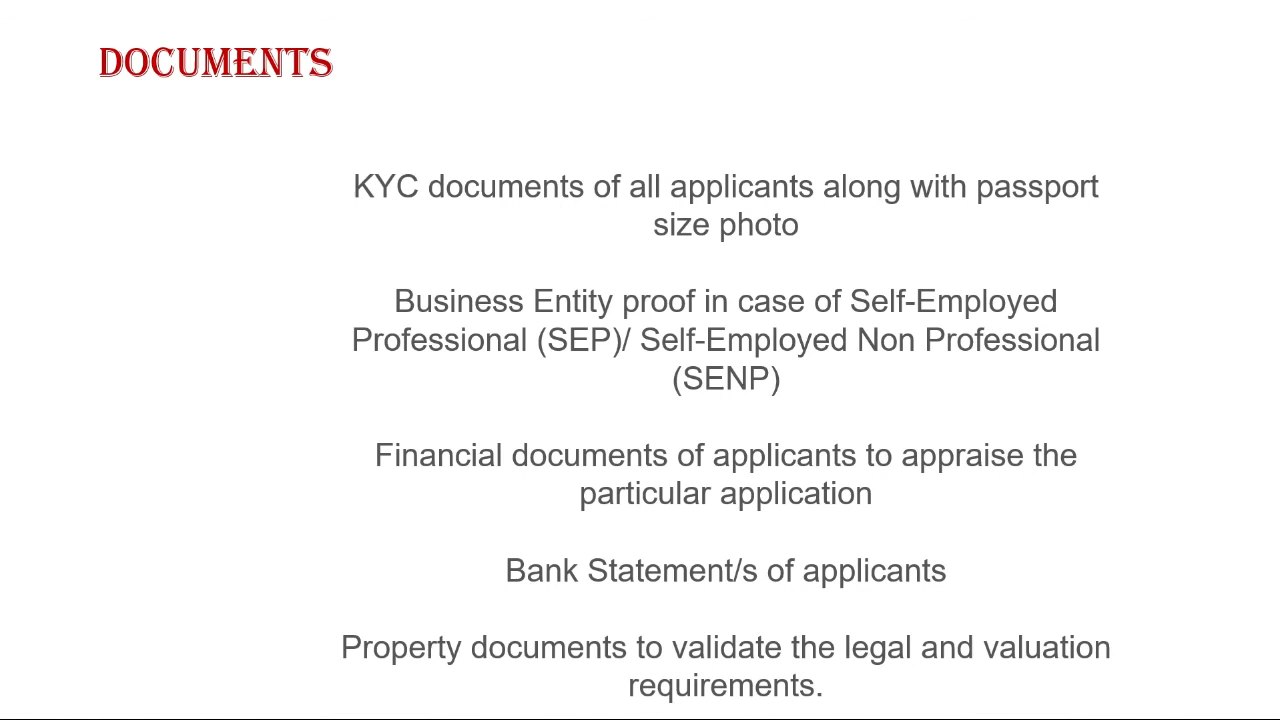 DOCUMENTS
KYC documents of all applicants along with passport
size photo
Business Entity proof in case of Self-Employed
Professional (SEP)/ Self-Employed Non Professional
(SENP)
Financial documents of applicants to appraise the
particular application
Bank Statement/s of applicants
Property documents to validate the legal and valuation
requirements.